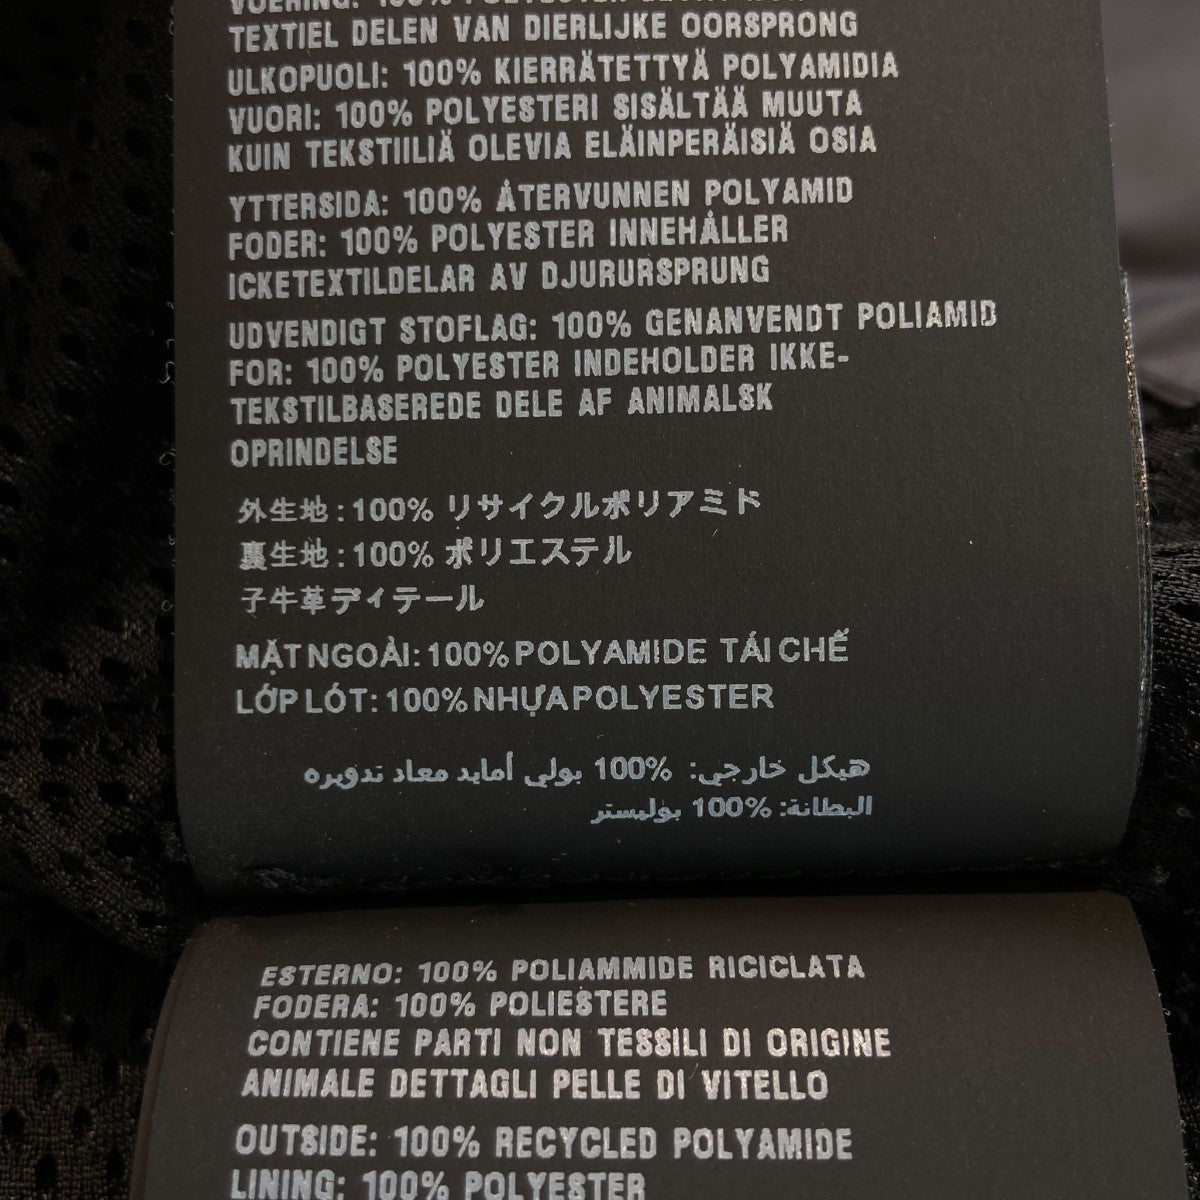 VOERING: 100% POLYESTER
TEXTIEL DELEN VAN DIERLIJKE OORSPRONG
ULKOPUOLI: 100% KIERRÄTETTYÄ POLYAMIDIA
VUORI: 100% POLYESTERI SISÄLTÄÄ MUUTA
KUIN TEKSTIILIÄ OLEVIA ELÄINPERÄISIÄ OSIA
YTTERSIDA: 100% ÅTERVUNNEN POLYAMID
FODER: 100% POLYESTER INNEHÅLLER
ICKETEXTILDELAR AV DJURURSPRUNG
UDVENDIGT STOFLAG: 100% GENANVENDT POLIAMID
FOR: 100% POLYESTER INDEHOLDER IKKE-
TEKSTILBASEREDE DELE AF ANIMALSK
OPRINDELSE
外生地:100% リサイクルポリアミド
裏生地:100% ポリエステル
子牛革ディテール
MẶT NGOÀI: 100% POLYAMIDE TÁI CHẾ
LỚP LÓT: 100% NHỰA POLYESTER
هيكل خارجي: 100% بولي أمايد معاد تدويره
البطانة: 100% بوليستر
ESTERNO: 100% POLIAMMIDE RICICLATA
FODERA: 100% POLIESTERE
CONTIENE PARTI NON TESSILI DI ORIGINE
ANIMALE DETTAGLI PELLE DI VITELLO
OUTSIDE: 100% RECYCLED POLYAMIDE
LINING: 100% POLYESTER